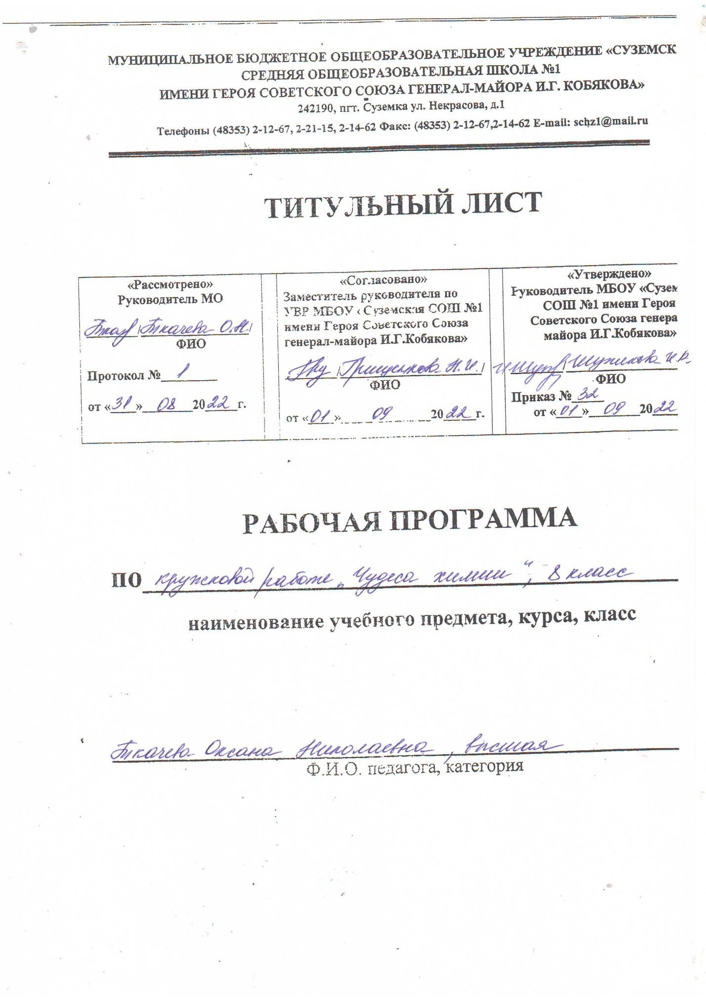 МУНИЦИПАЛЬНОЕ БЮДЖЕТНОЕ ОБЩЕОБРАЗОВАТЕЛЬНОЕ УЧРЕЖДЕНИЕ «СУЗЕМСК
СРЕДНЯЯ ОБЩЕОБРАЗОВАТЕЛЬНАЯ ШКОЛА №1
ИМЕНИ ГЕРОЯ СОВЕТСКОГО СОЮЗА ГЕНЕРАЛ-МАЙОРА И.Г. КОБЯКОВА»
242190, пгт. Суземка ул. Некрасова, д.1
Телефоны (48353) 2-12-67, 2-21-15, 2-14-62 Факс: (48353) 2-12-67,2-14-62 E-mail: schz1@mail.ru
ТИТУЛЬНЫЙ ЛИСТ
«Рассмотрено»
Руководитель МО
/Ткачева О.Н/
ФИО
Протокол № 1
от «31» 08 2022 г.
«Согласовано»
Заместитель руководителя по
УВР МБОУ «Суземская СОШ №1
имени Героя Советского Союза
генерал-майора И.Г.Кобякова»
/Грищенкова Н.И./
ФИО
от «01» 09 2022 г.
«Утверждено»
Руководитель МБОУ «Сузем
СОШ №1 имени Героя
Советского Союза генера
майора И.Г.Кобякова»
/Шупикова И.В.
ФИО
Приказ № 32
от «01» 09 2022
РАБОЧАЯ ПРОГРАММА
ПО кружковой работе „Чудеса химии“, 8 класс
наименование учебного предмета, курса, класс
Ткачева Оксана Николаевна, высшая
Ф.И.О. педагога, категория